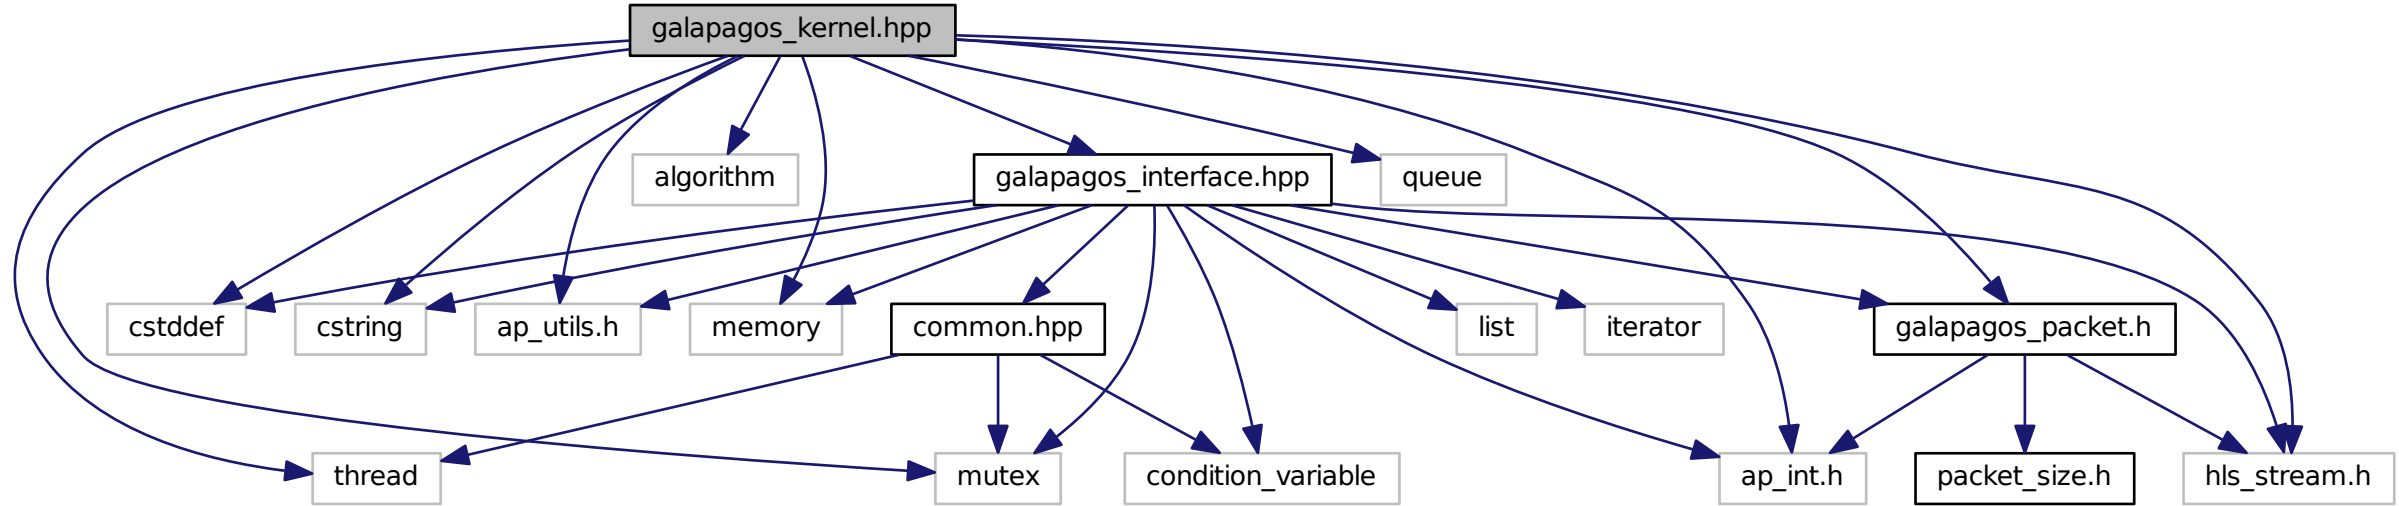 galapagos_kernel.hpp
algorithm
galapagos_interface.hpp
queue
cstddef
cstring
ap_utils.h
memory
common.hpp
list
iterator
galapagos_packet.h
thread
mutex
condition_variable
ap_int.h
packet_size.h
hls_stream.h